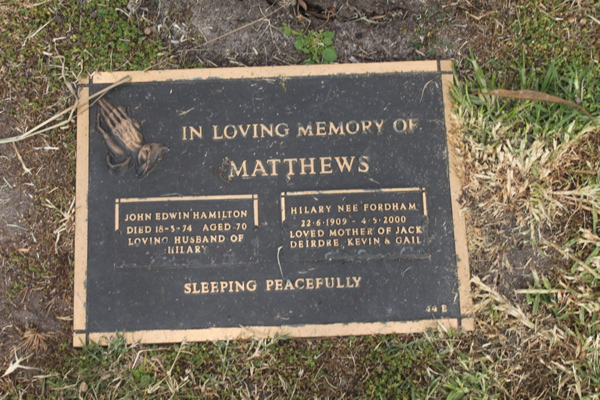 IN LOVING MEMORY OF
MATTHEWS
JOHN EDWIN HAMILTON
DIED 18-5-74 AGED 70
LOVING HUSBAND OF
HILARY
HILARY NEE FORDHAM
22-6-1909 - 4-5-2000
LOVED MOTHER OF JACK
DEIRDRE, KEVIN & GAIL
SLEEPING PEACEFULLY
44 E